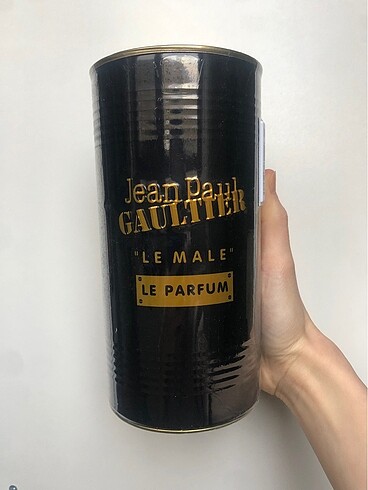 Jean Paul
GAULTIER
"LE MALE"
LE PARFUM